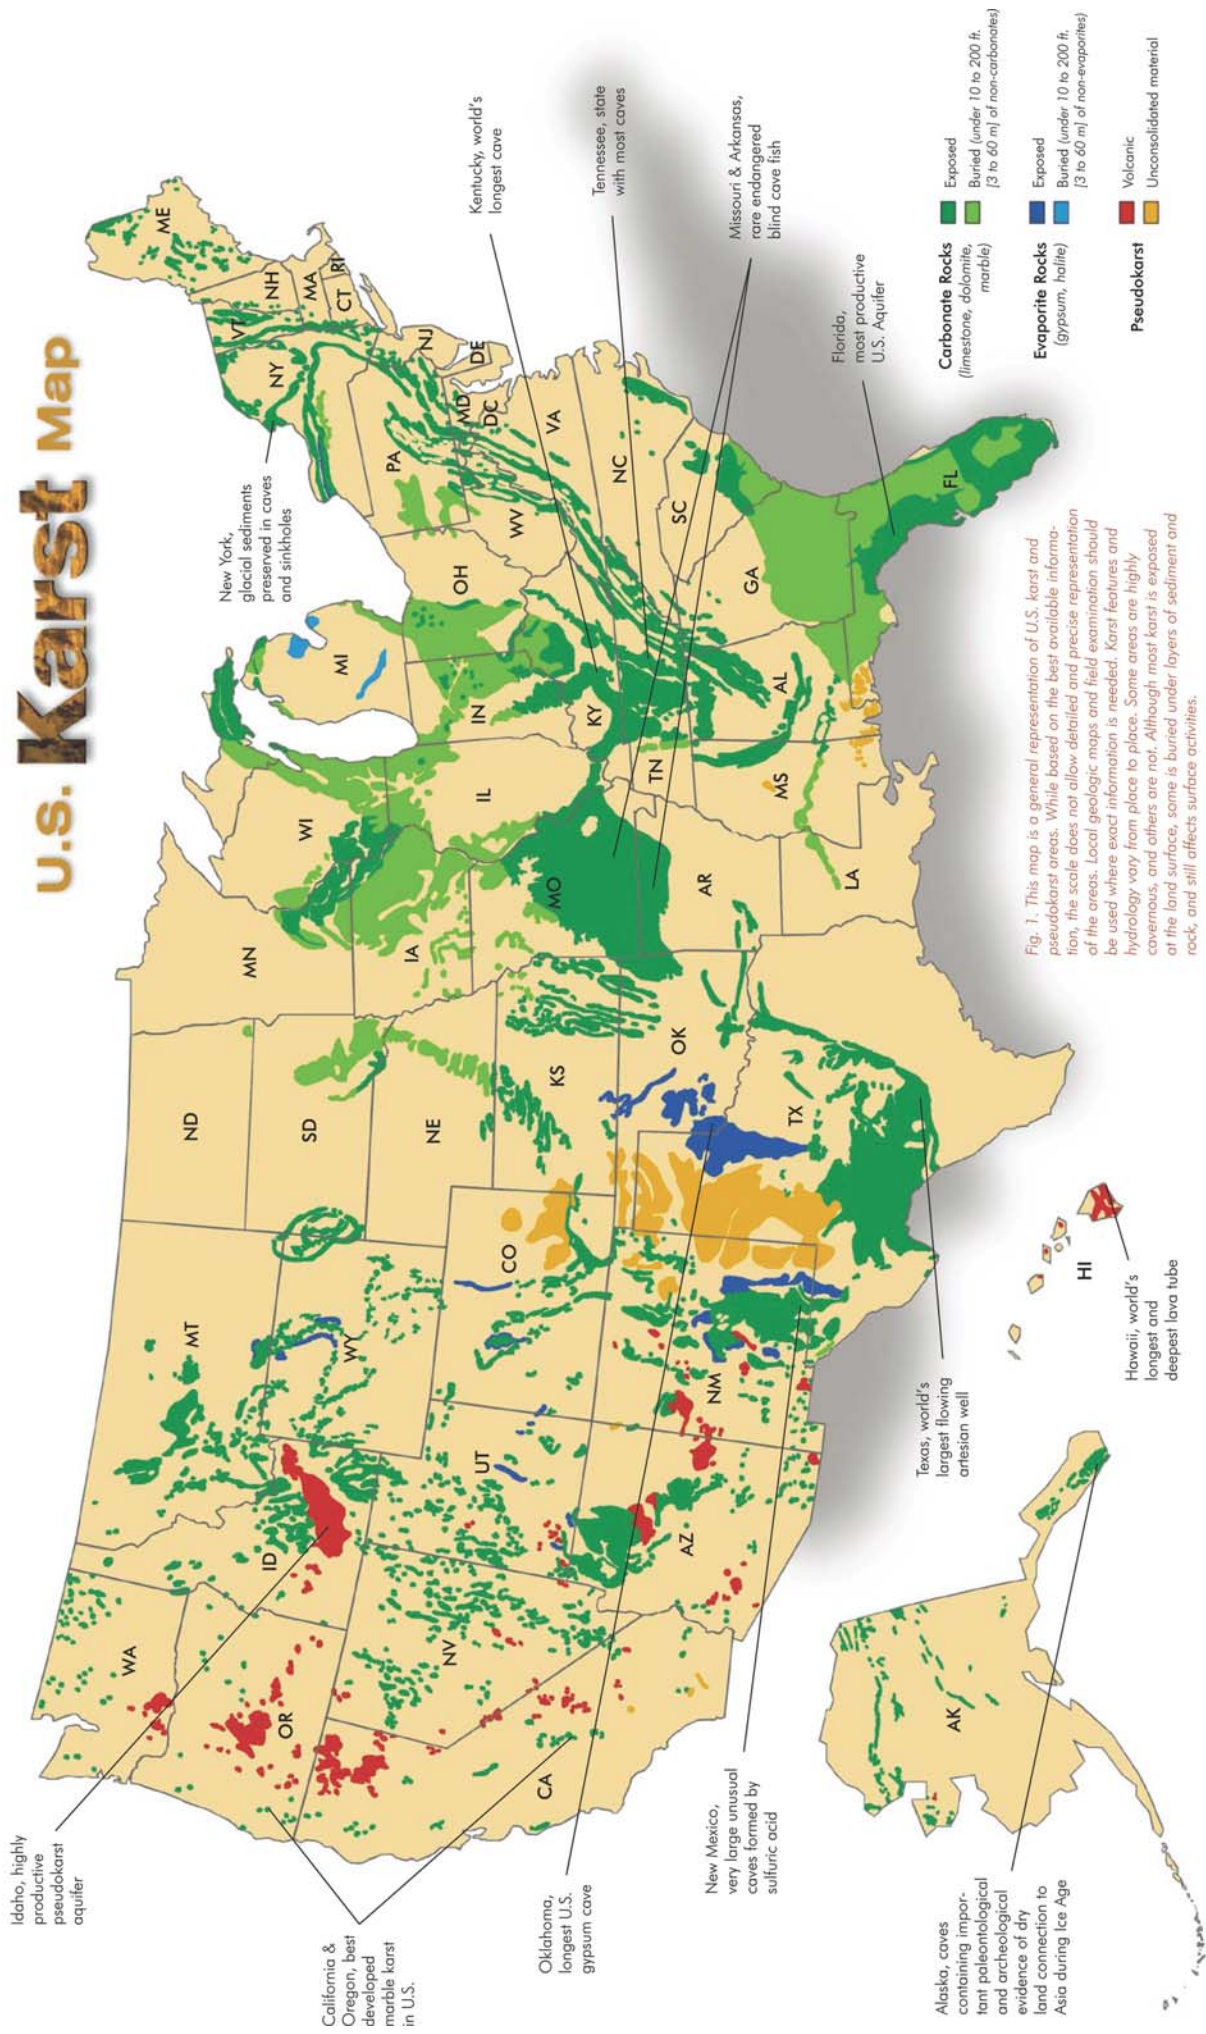 U.S. Karst Map
Idaho, highly
productive
pseudokarst
aquifer
California &
Oregon, best
developed
marble karst
in U.S.
Oklahoma,
longest U.S.
gypsum cave
New Mexico,
very large unusual
caves formed by
sulfuric acid
Alaska, caves
containing impor-
tant paleontological
and archeological
evidence of dry
land connection to
Asia during Ice Age
Texas, world's
largest flowing
artesian well
Hawaii, world's
longest and
deepest lava tube
New York,
glacial sediments
preserved in caves
and sinkholes
Kentucky, world's
longest cave
Tennessee, state
with most caves
Missouri & Arkansas,
rare endangered
blind cave fish
Florida,
most productive
U.S. Aquifer
WA
OR
CA
NV
ID
MT
WY
UT
AZ
CO
NM
ND
SD
NE
KS
OK
TX
MN
IA
MO
AR
LA
WI
IL
MS
MI
IN
KY
TN
AL
OH
WV
GA
FL
SC
NC
VA
PA
NY
VT
NH
ME
MA
RI
CT
NJ
DE
MD
DC
AK
HI
Carbonate Rocks
(limestone, dolomite,
marble)
Exposed
Buried (under 10 to 200 ft.
[3 to 60 m] of non-carbonates)
Evaporite Rocks
(gypsum, halite)
Exposed
Buried (under 10 to 200 ft.
[3 to 60 m] of non-evaporites)
Pseudokarst
Volcanic
Unconsolidated material
Fig. 1. This map is a general representation of U.S. karst and
pseudokarst areas. While based on the best available informa-
tion, the scale does not allow detailed and precise representation
of the areas. Local geologic maps and field examination should
be used where exact information is needed. Karst features and
hydrology vary from place to place. Some areas are highly
cavernous, and others are not. Although most karst is exposed
at the land surface, some is buried under layers of sediment and
rock, and still affects surface activities.